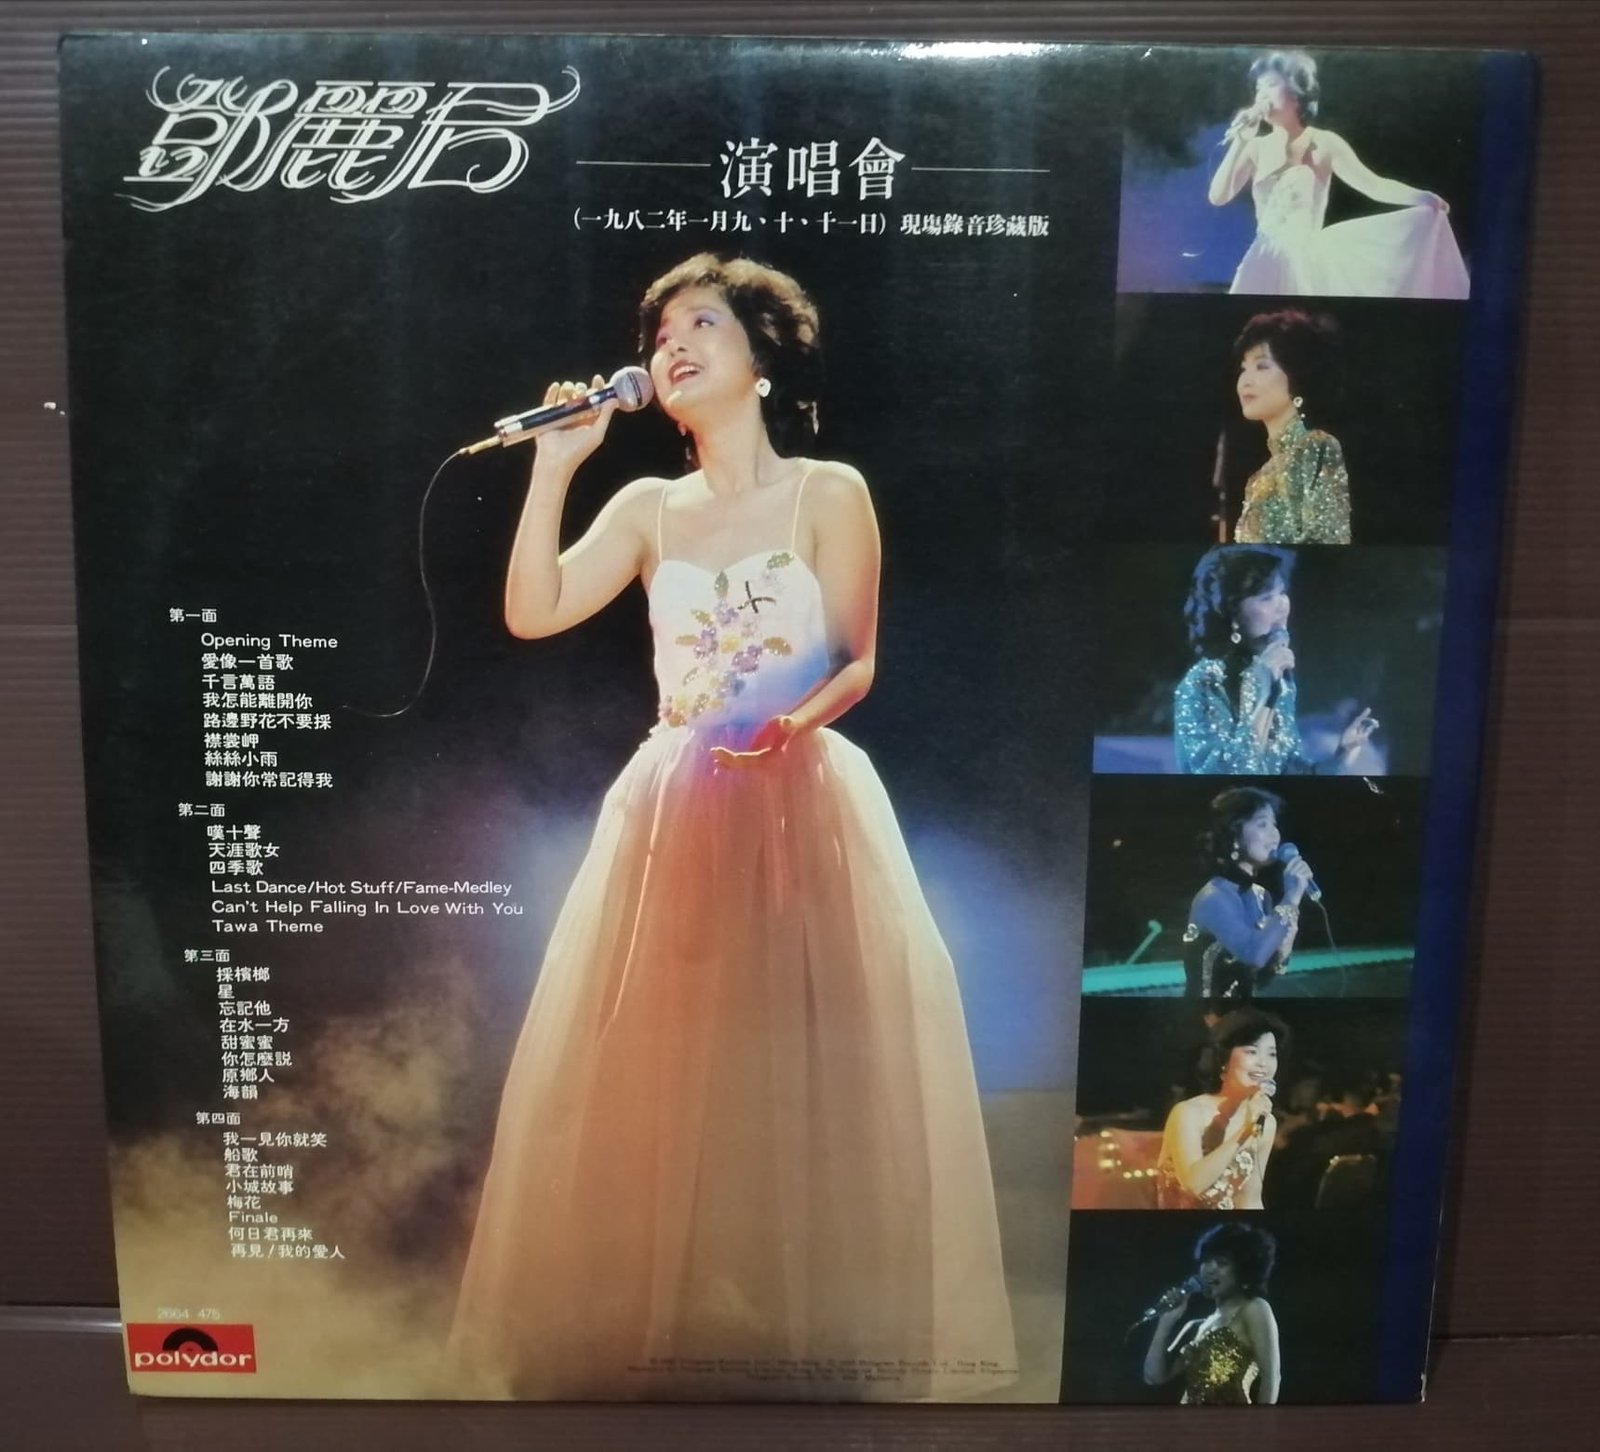 鄧麗君
演唱會
(一九八二年一月九、十、十一日) 現場錄音珍藏版
第一面
Opening Theme
愛像一首歌
千言萬語
我怎能離開你
路邊野花不要採
襟裳岬
絲絲小雨
謝謝你常記得我
第二面
嘆十聲
天涯歌女
四季歌
Last Dance/Hot Stuff/Fame-Medley
Can't Help Falling In Love With You
Tawa Theme
第三面
採檳榔
星
忘記他
在水一方
甜蜜蜜
你怎麼説
原鄉人
海韻
第四面
我一見你就笑
船歌
君在前哨
小城故事
梅花
Finale
何日君再來
再見！我的愛人
2664 475
polydor